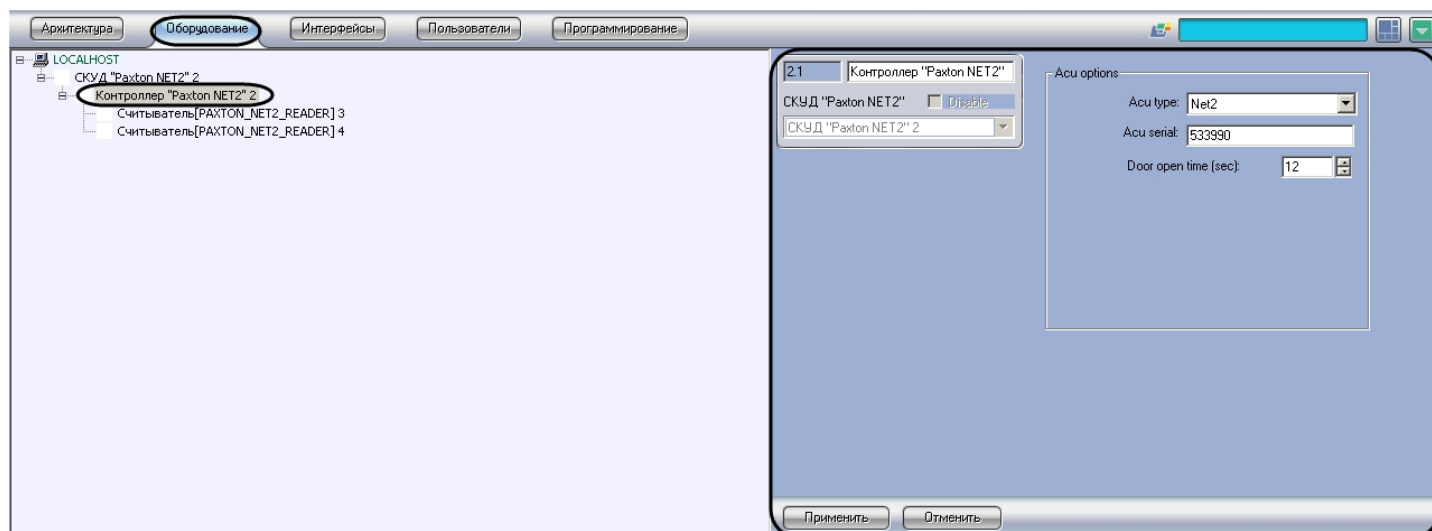 Архитектура Оборудование Интерфейсы Пользователи Программирование
LOCALHOST
СКУД "Paxton NET2" 2
Контроллер "Paxton NET2" 2
Считыватель[PAXTON_NET2_READER] 3
Считыватель[PAXTON_NET2_READER] 4
2.1 Контроллер "Paxton NET2"
СКУД "Paxton NET2" Disable
СКУД "Paxton NET2" 2
Acu options
Acu type: Net2
Acu serial: 533990
Door open time (sec): 12
Применить Отменить